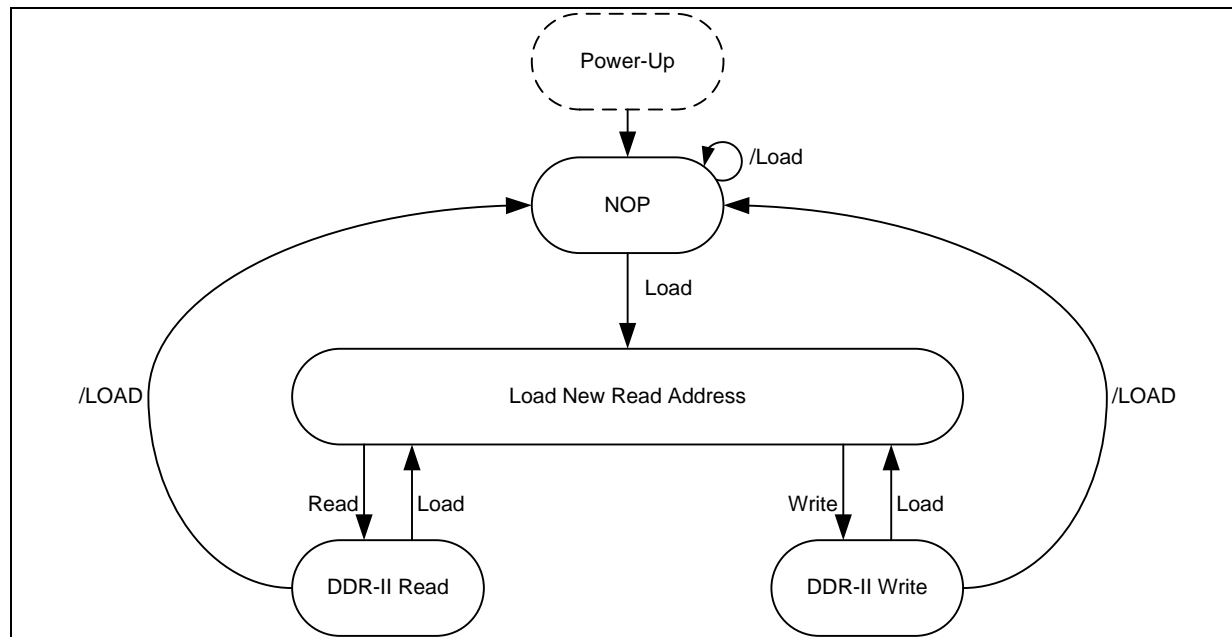 Power-Up
/Load
NOP
Load
Load New Read Address
/LOAD
/LOAD
Read
Load
Write
Load
DDR-II Read
DDR-II Write